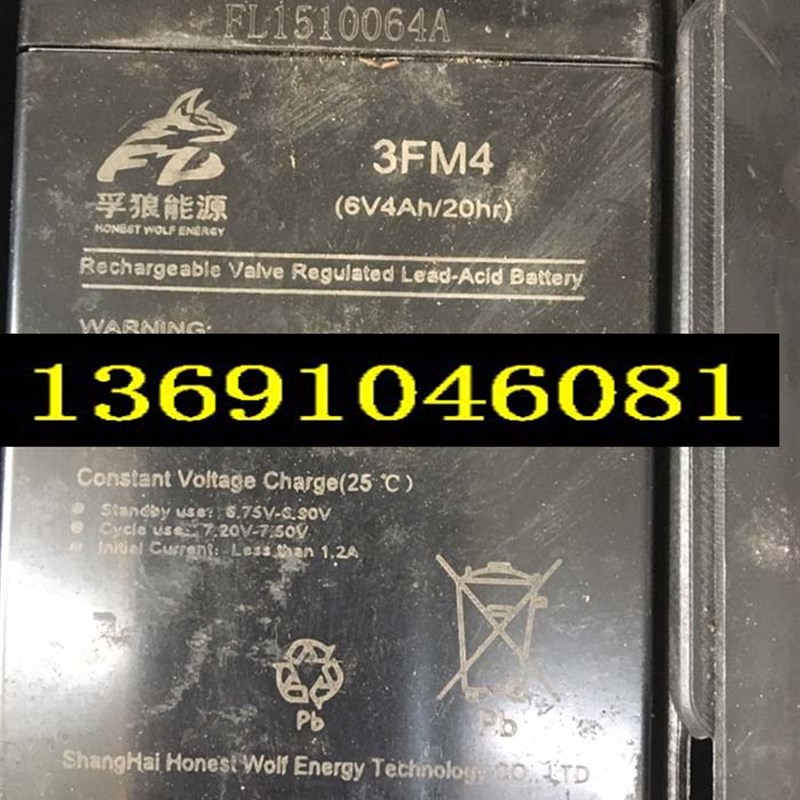 FL1510064A
3FM4
(6V4Ah/20hr)
孚狼能源
HONEST WOLF ENERGY
Rechargeable Valve Regulated Lead-Acid Battery
WARNING:
13691046081
Constant Voltage Charge(25 ℃)
Standby use: 6.75V-6.90V
Cycle use: 7.20V-7.50V
Initial Current: Less than 1.2A
Pb
Pb
ShangHai Honest Wolf Energy Technology CO., LTD